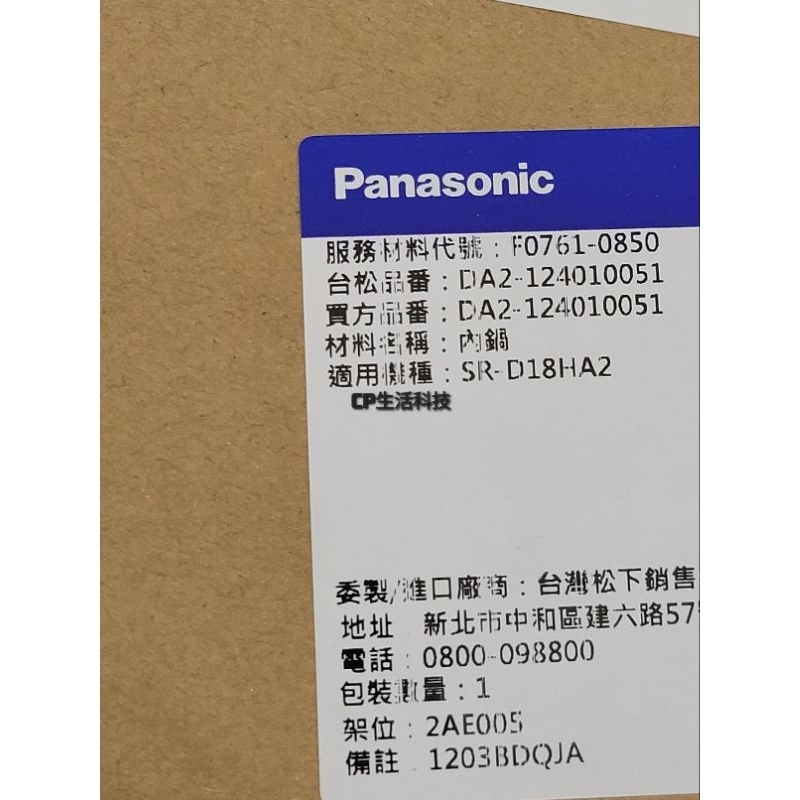 Panasonic
服務材料代號：F0761-0850
台松品番：DA2-124010051
買方品番：DA2-124010051
材料名稱：內鍋
適用機種：SR-D18HA2
CP生活科技
委製/進口廠商：台灣松下銷售
地址：新北市中和區建六路57
電話：0800-098800
包裝數量：1
架位：2AE005
備註：1203BDQJA